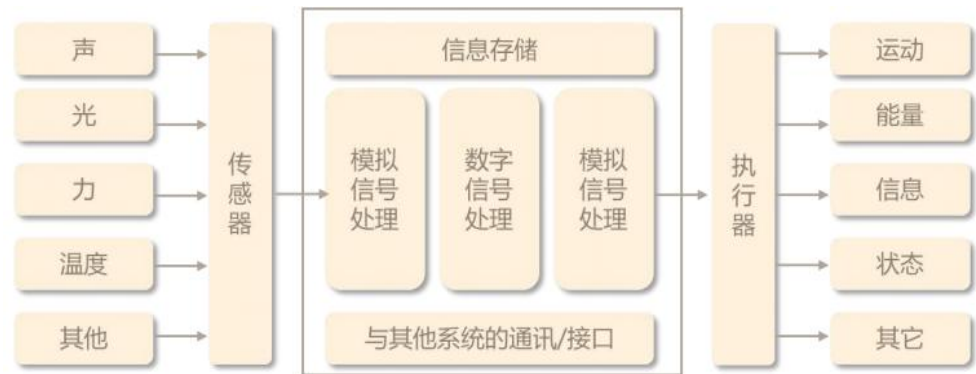 声
光
力
温度
其他
传
感
器
信息存储
模拟
信号
处理
数字
信号
处理
模拟
信号
处理
与其他系统的通讯/接口
执
行
器
运动
能量
信息
状态
其它